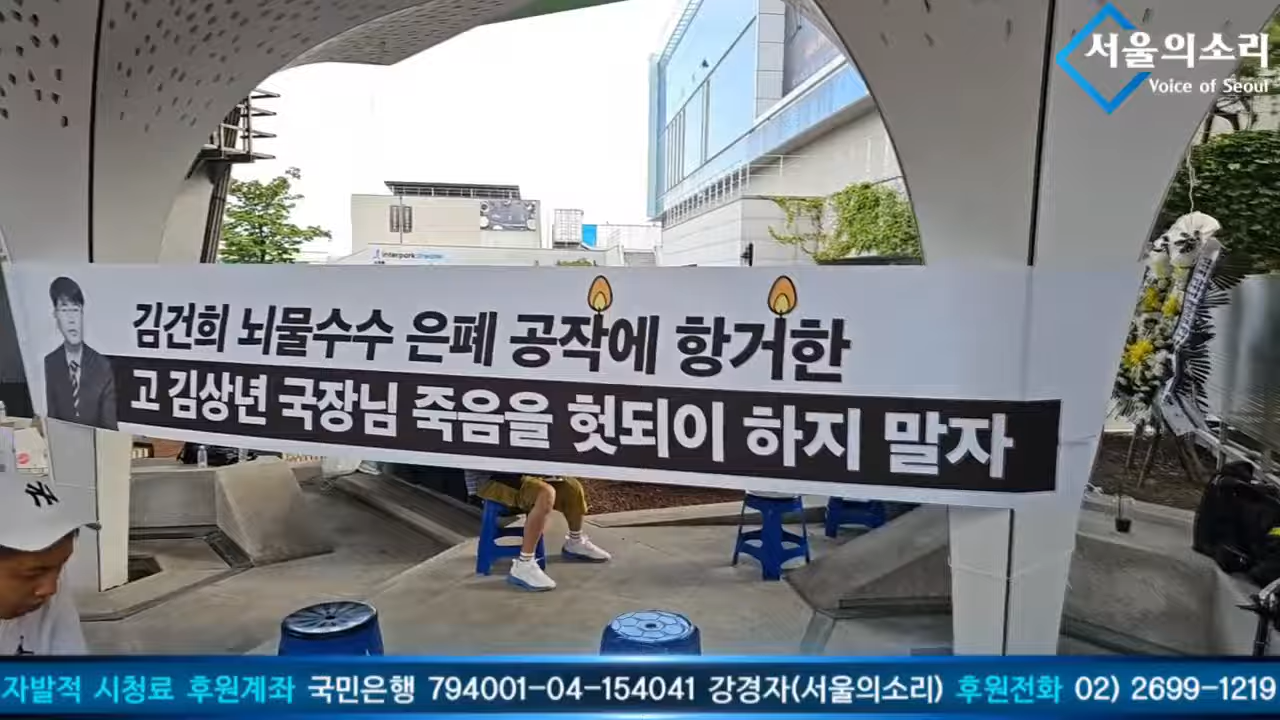 서울의소리
Voice of Seoul
interpark theater
김건희 뇌물수수 은폐 공작에 항거한
고 김상년 국장님 죽음을 헛되이 하지 말자
NY
자발적 시청료 후원계좌 국민은행 794001-04-154041 강경자(서울의소리) 후원전화 02) 2699-1219